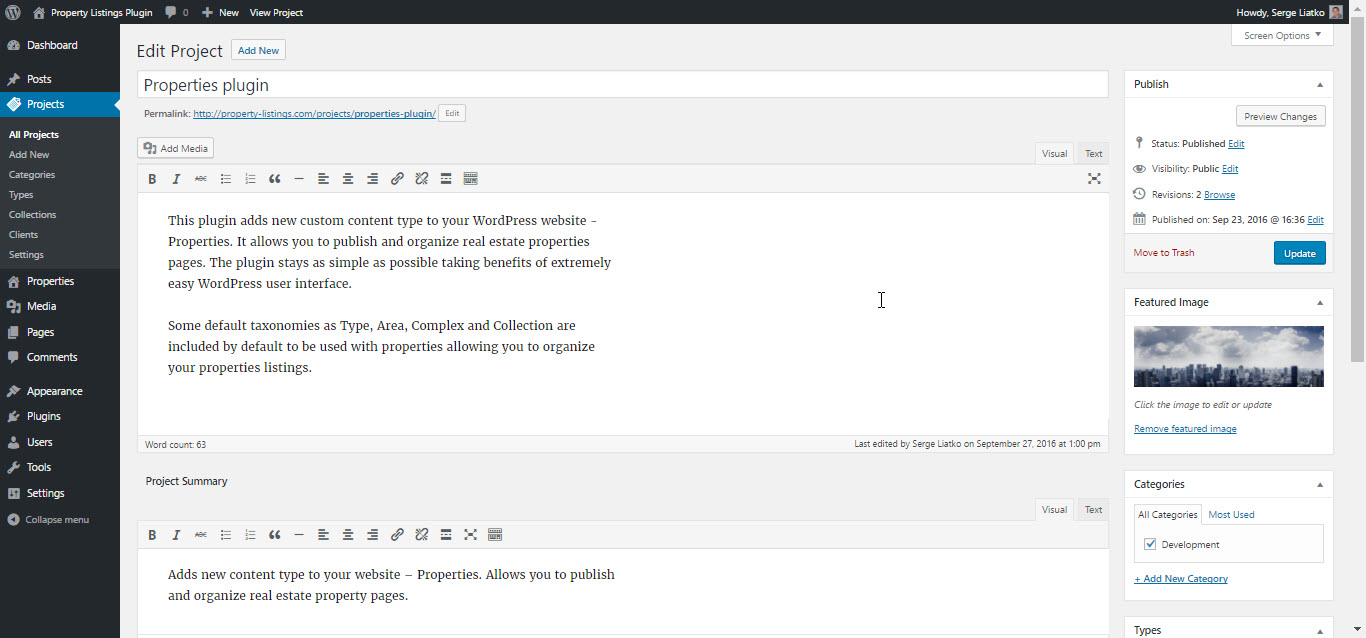 Property Listings Plugin 0 New View Project Howdy, Serge Liatko
Screen Options
Dashboard
Posts
Projects
All Projects
Add New
Categories
Types
Collections
Clients
Settings
Properties
Media
Pages
Comments
Appearance
Plugins
Users
Tools
Settings
Collapse menu
Edit Project Add New
Properties plugin
Permalink: http://property-listings.com/projects/properties-plugin/ Edit
Add Media
Visual Text
B I ABC
This plugin adds new custom content type to your WordPress website -
Properties. It allows you to publish and organize real estate properties
pages. The plugin stays as simple as possible taking benefits of extremely
easy WordPress user interface.
Some default taxonomies as Type, Area, Complex and Collection are
included by default to be used with properties allowing you to organize
your properties listings.
Word count: 63 Last edited by Serge Liatko on September 27, 2016 at 1:00 pm
Project Summary
Visual Text
B I ABC
Adds new content type to your website – Properties. Allows you to publish
and organize real estate property pages.
Publish
Preview Changes
Status: Published Edit
Visibility: Public Edit
Revisions: 2 Browse
Published on: Sep 23, 2016 @ 16:36 Edit
Move to Trash Update
Featured Image
Click the image to edit or update
Remove featured image
Categories
All Categories Most Used
Development
+ Add New Category
Types